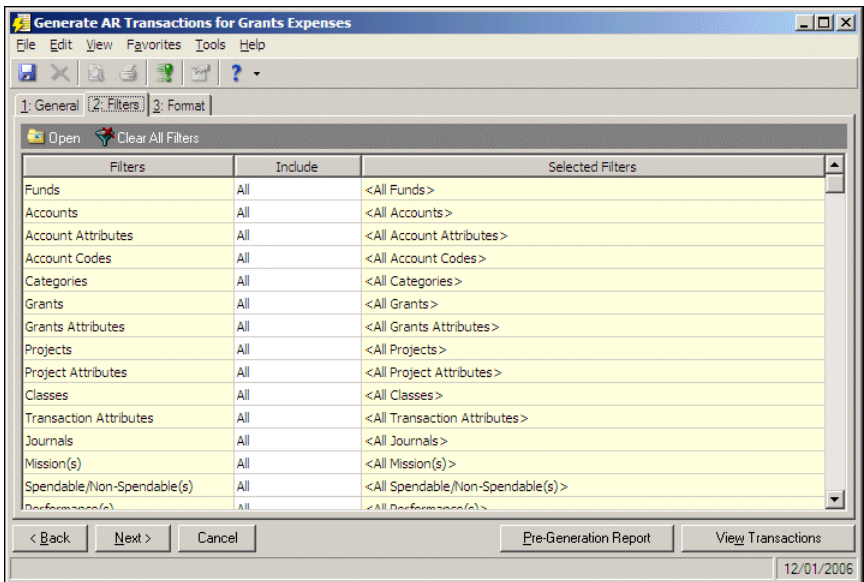 Generate AR Transactions for Grants Expenses
File Edit View Favorites Tools Help
1: General 2: Filters 3: Format
Open Clear All Filters
Filters Include Selected Filters
Funds All <All Funds>
Accounts All <All Accounts>
Account Attributes All <All Account Attributes>
Account Codes All <All Account Codes>
Categories All <All Categories>
Grants All <All Grants>
Grants Attributes All <All Grants Attributes>
Projects All <All Projects>
Project Attributes All <All Project Attributes>
Classes All <All Classes>
Transaction Attributes All <All Transaction Attributes>
Journals All <All Journals>
Mission(s) All <All Mission(s)>
Spendable/Non-Spendable(s) All <All Spendable/Non-Spendable(s)>
Performance(s) All <All Performance(s)>
< Back Next > Cancel Pre-Generation Report View Transactions
12/01/2006